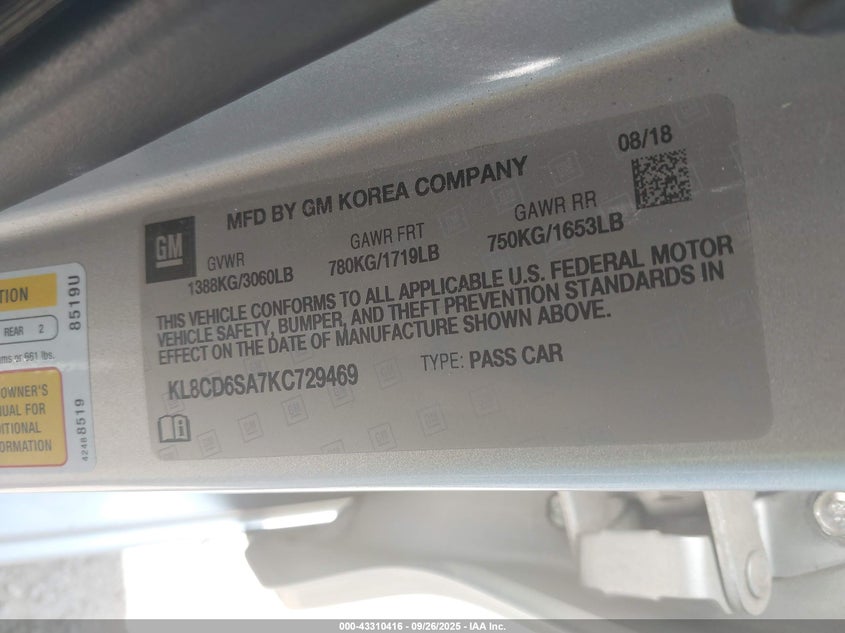 08/18
MFD BY GM KOREA COMPANY
GM
GVWR
1388KG/3060LB
GAWR FRT
780KG/1719LB
GAWR RR
750KG/1653LB
THIS VEHICLE CONFORMS TO ALL APPLICABLE U.S. FEDERAL MOTOR
VEHICLE SAFETY, BUMPER, AND THEFT PREVENTION STANDARDS IN
EFFECT ON THE DATE OF MANUFACTURE SHOWN ABOVE.
KL8CD6SA7KC729469
TYPE: PASS CAR
TION
REAR 2
or 661 lbs.
OWNER'S
FOR
8519U
42488519
000-43310416 - 09/26/2025 - IAA Inc.